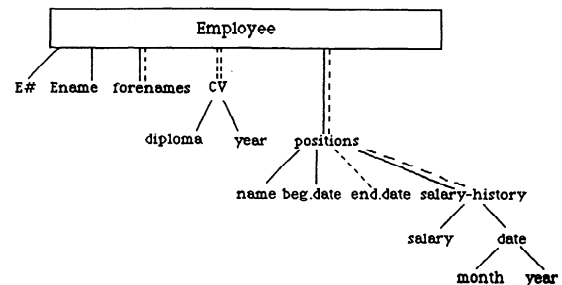 Employee
E# Ename forenames CV
diploma year positions
name beg.date end.date salary-history
salary date
month year